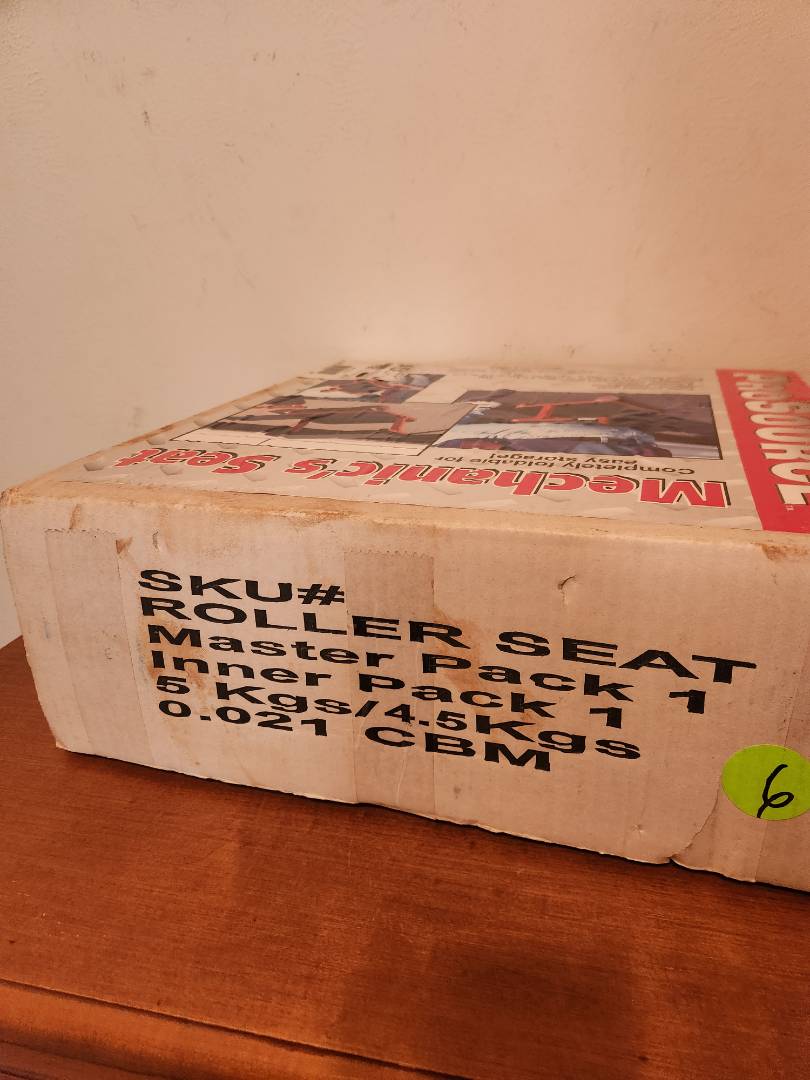 PROSOURCE™
Mechanic's Seat
Completely foldable for
easy storage!
SKU#
ROLLER SEAT
Master Pack 1
Inner Pack 1
5 Kgs/4.5Kgs
0.021 CBM
6